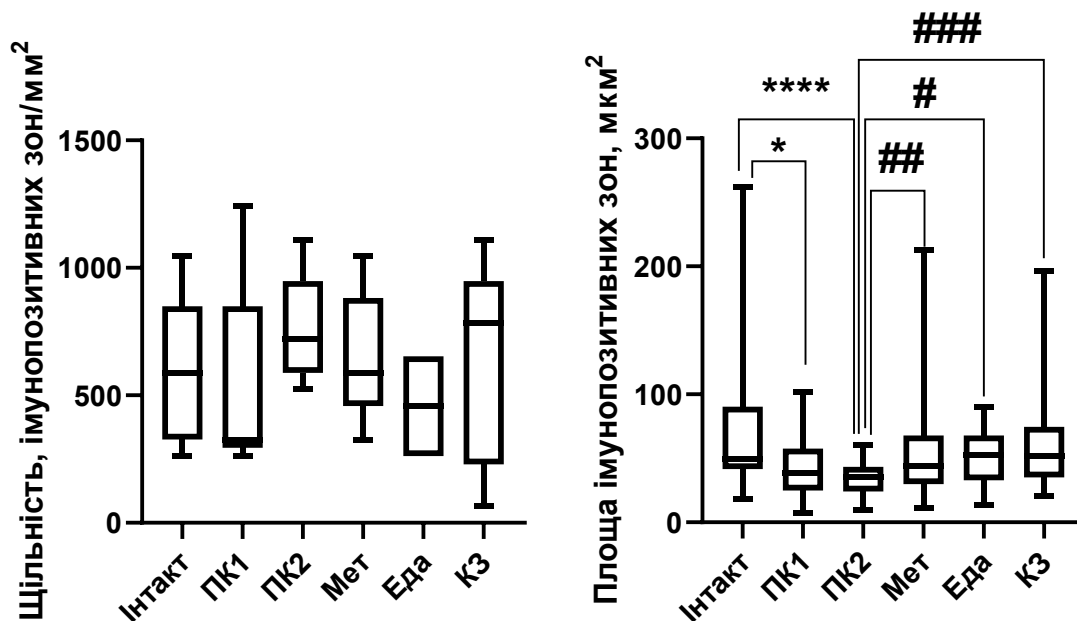 Щільність, імунопозитивних зон/мм²
1500
1000
500
0
Інтакт
ПК1
ПК2
Мет
Еда
КЗ
Площа імунопозитивних зон, мкм²
300
200
100
0
###
****
#
*
##
Інтакт
ПК1
ПК2
Мет
Еда
КЗ